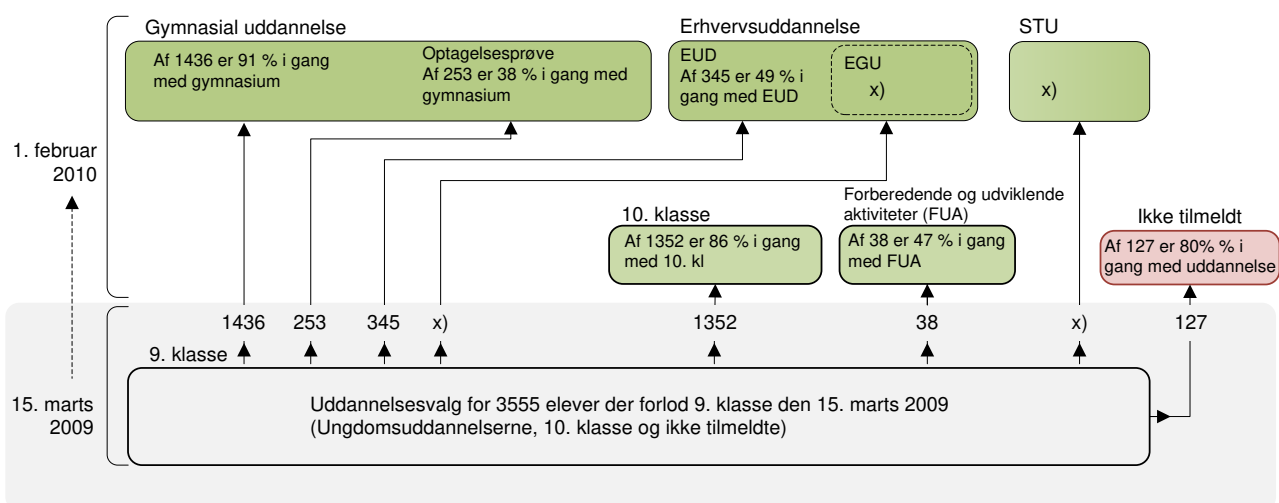 Gymnasial uddannelse
Af 1436 er 91 % i gang
med gymnasium
Optagelsesprøve
Af 253 er 38 % i gang med
gymnasium
Erhvervsuddannelse
EUD
Af 345 er 49 % i
gang med EUD
EGU
x)
STU
x)
1. februar
2010
10. klasse
Af 1352 er 86 % i gang
med 10. kl
Forberedende og udviklende
aktiviteter (FUA)
Af 38 er 47 % i gang
med FUA
Ikke tilmeldt
Af 127 er 80% % i
gang med uddannelse
1436 253 345 x) 1352 38 x) 127
9. klasse
15. marts
2009
Uddannelsesvalg for 3555 elever der forlod 9. klasse den 15. marts 2009
(Ungdomsuddannelserne, 10. klasse og ikke tilmeldte)